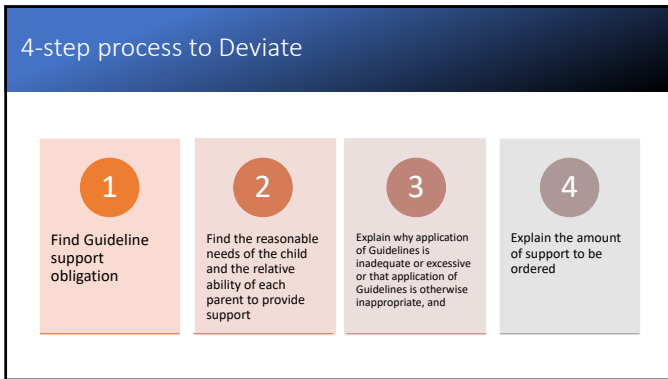 4-step process to Deviate
1
Find Guideline
support
obligation
2
Find the reasonable
needs of the child
and the relative
ability of each
parent to provide
support
3
Explain why application
of Guidelines is
inadequate or excessive
or that application of
Guidelines is otherwise
inappropriate, and
4
Explain the amount
of support to be
ordered